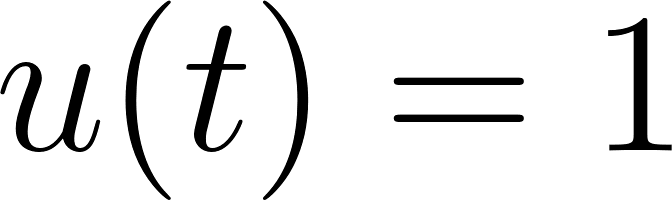 u(t) = 1